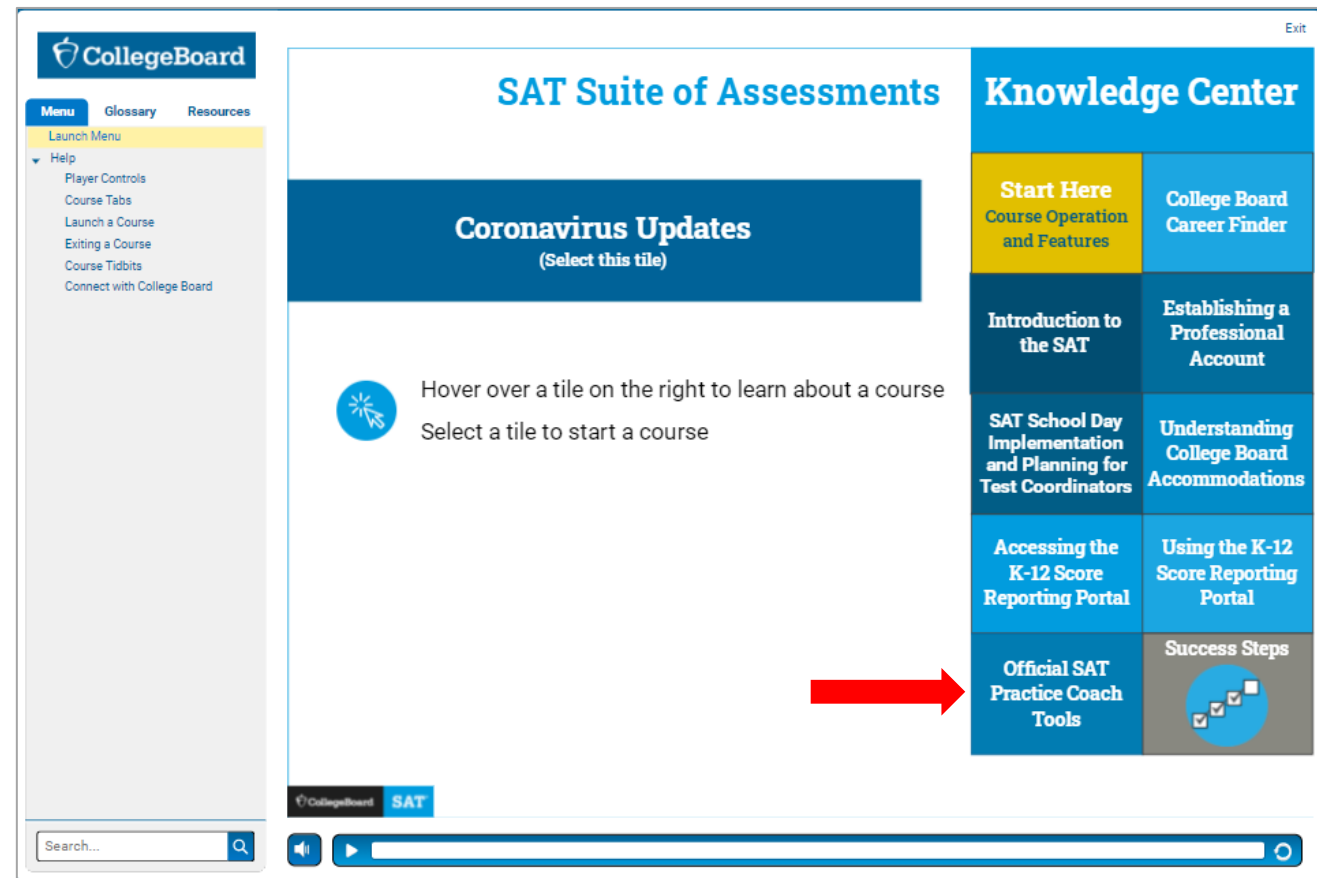 Exit
CollegeBoard
Menu Glossary Resources
Launch Menu
Help
Player Controls
Course Tabs
Launch a Course
Exiting a Course
Course Tidbits
Connect with College Board
Search...
SAT Suite of Assessments
Coronavirus Updates
(Select this tile)
Hover over a tile on the right to learn about a course
Select a tile to start a course
CollegeBoard SAT
Knowledge Center
Start Here
Course Operation
and Features
College Board
Career Finder
Introduction to
the SAT
Establishing a
Professional
Account
SAT School Day
Implementation
and Planning for
Test Coordinators
Understanding
College Board
Accommodations
Accessing the
K-12 Score
Reporting Portal
Using the K-12
Score Reporting
Portal
Official SAT
Practice Coach
Tools
Success Steps